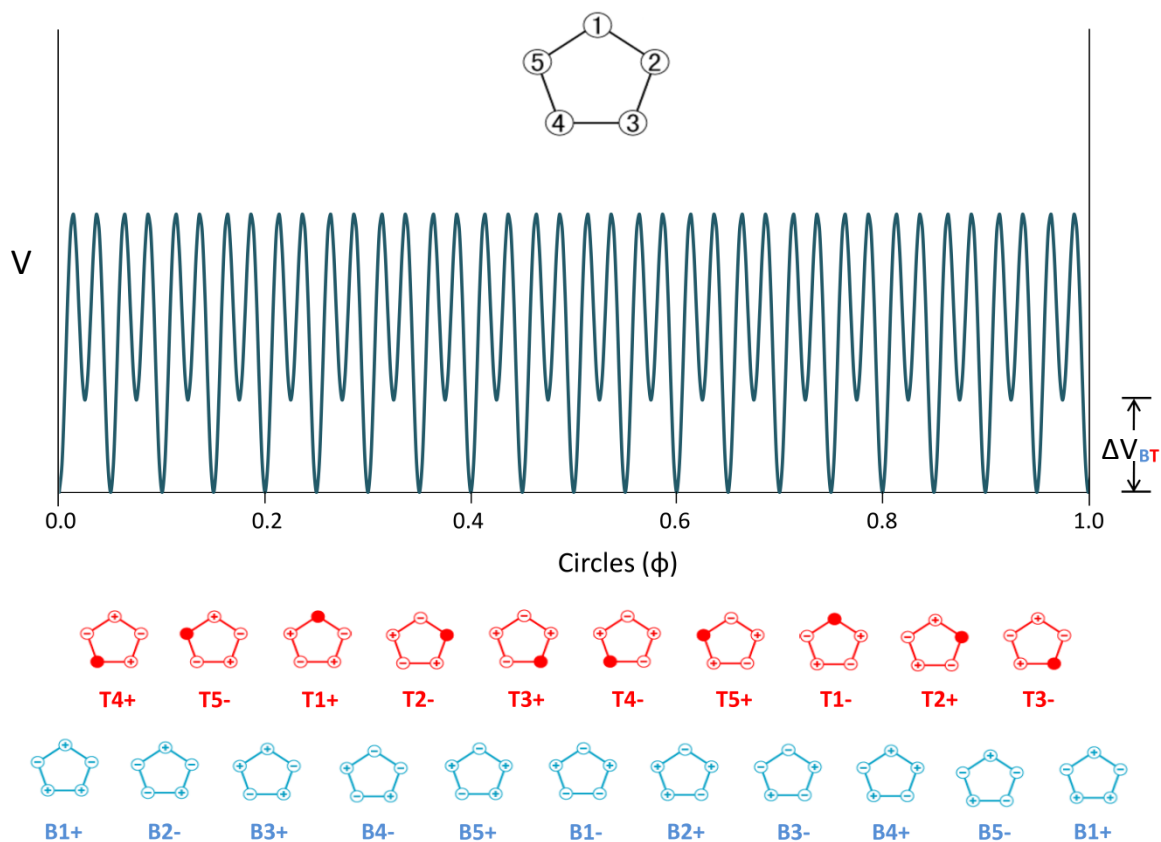 1
5 2
4 3
V
ΔV_BT
0.0 0.2 0.4 0.6 0.8 1.0
Circles (ϕ)
T4+ T5- T1+ T2- T3+ T4- T5+ T1- T2+ T3-
B1+ B2- B3+ B4- B5+ B1- B2+ B3- B4+ B5- B1+